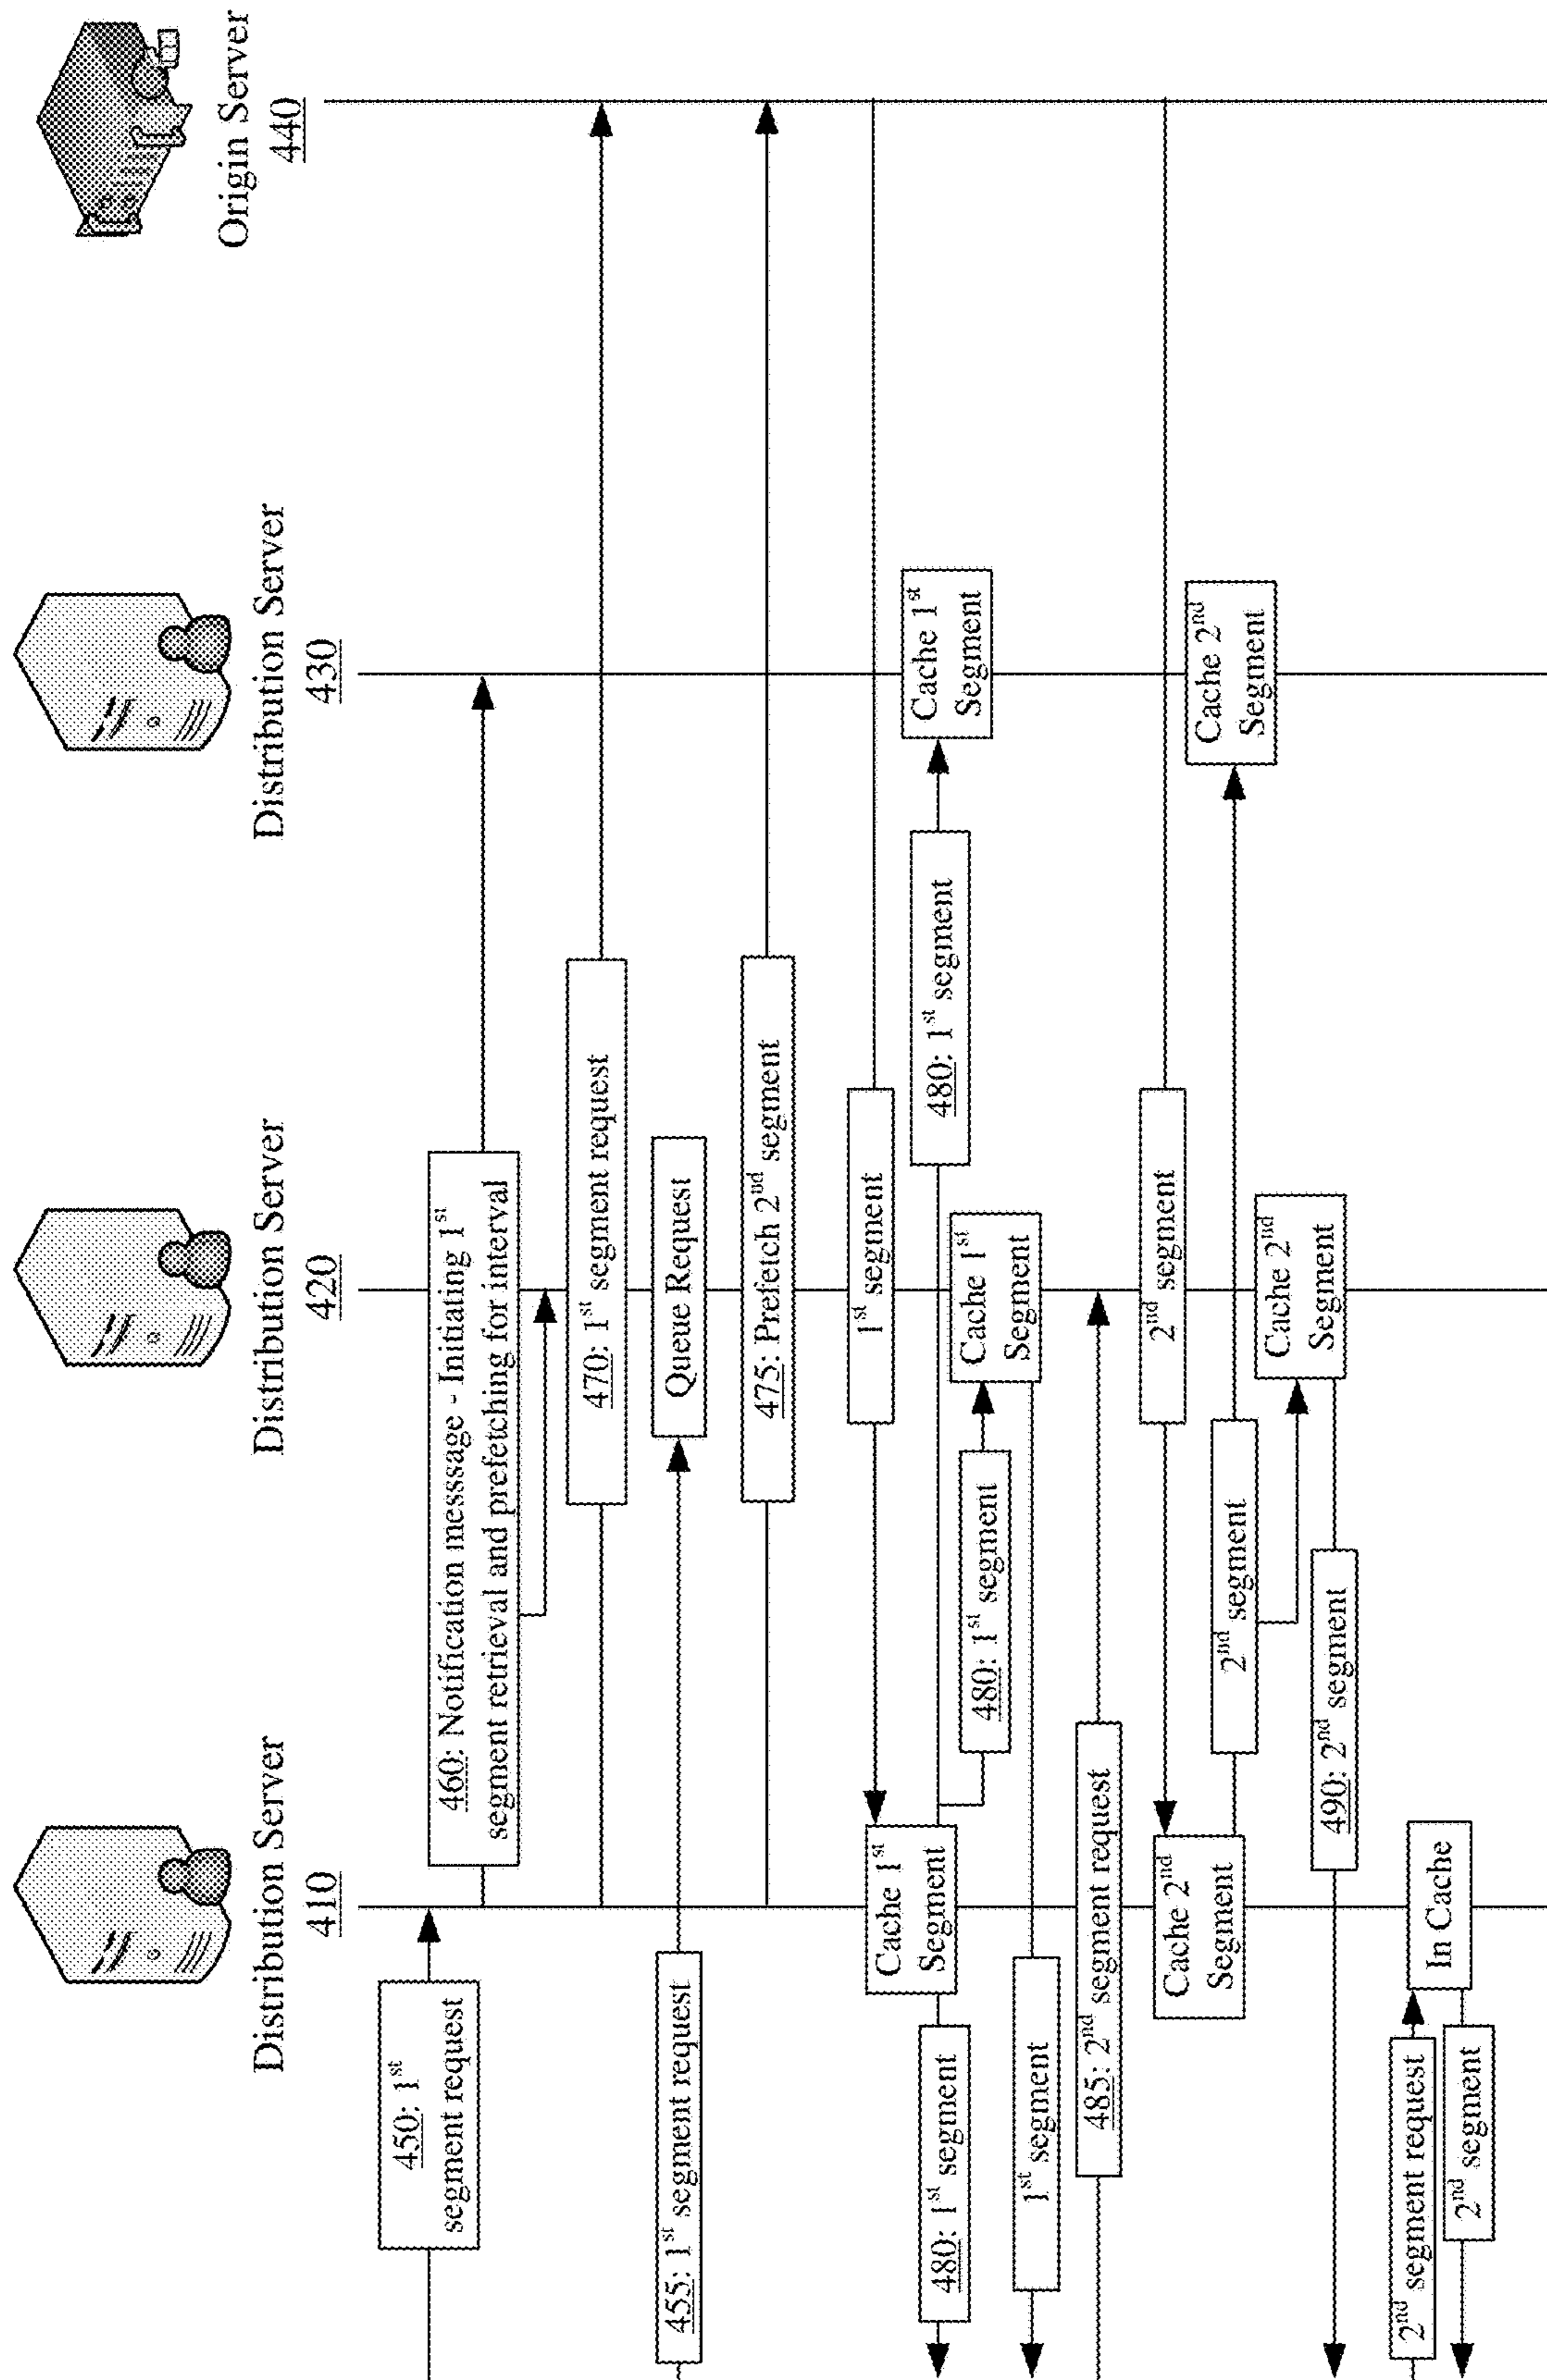 Distribution Server
410
Distribution Server
420
Distribution Server
430
Origin Server
440
450: 1st
segment request
460: Notification messsage - Initiating 1st
segment retrieval and prefetching for interval
470: 1st segment request
455: 1st segment request
Queue Request
475: Prefetch 2nd segment
1st segment
Cache 1st
Segment
480: 1st segment
480: 1st segment
Cache 1st
Segment
480: 1st segment
Cache 1st
Segment
1st segment
485: 2nd segment request
2nd segment
Cache 2nd
Segment
2nd segment
Cache 2nd
Segment
Cache 2nd
Segment
490: 2nd segment
2nd segment request
In Cache
2nd segment